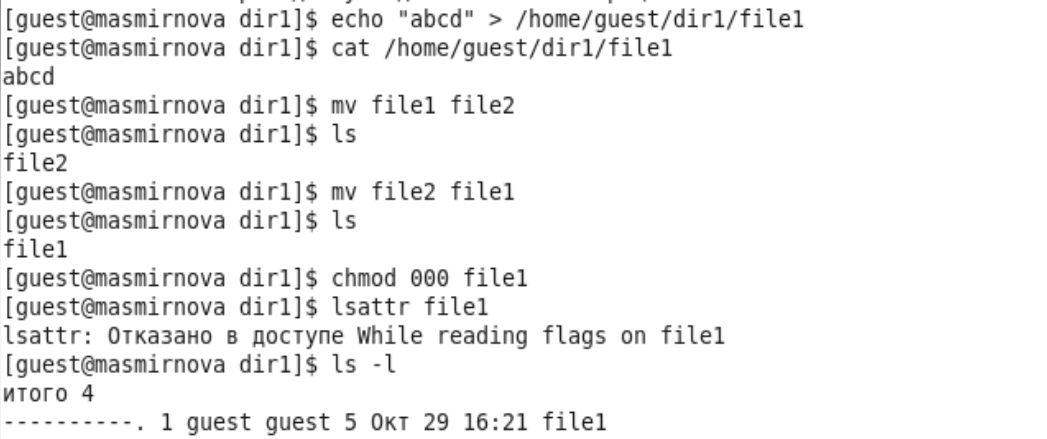 [guest@masmirnova dir1]$ echo "abcd" > /home/guest/dir1/file1
[guest@masmirnova dir1]$ cat /home/guest/dir1/file1
abcd
[guest@masmirnova dir1]$ mv file1 file2
[guest@masmirnova dir1]$ ls
file2
[guest@masmirnova dir1]$ mv file2 file1
[guest@masmirnova dir1]$ ls
file1
[guest@masmirnova dir1]$ chmod 000 file1
[guest@masmirnova dir1]$ lsattr file1
lsattr: Отказано в доступе While reading flags on file1
[guest@masmirnova dir1]$ ls -l
итого 4
----------. 1 guest guest 5 Окт 29 16:21 file1